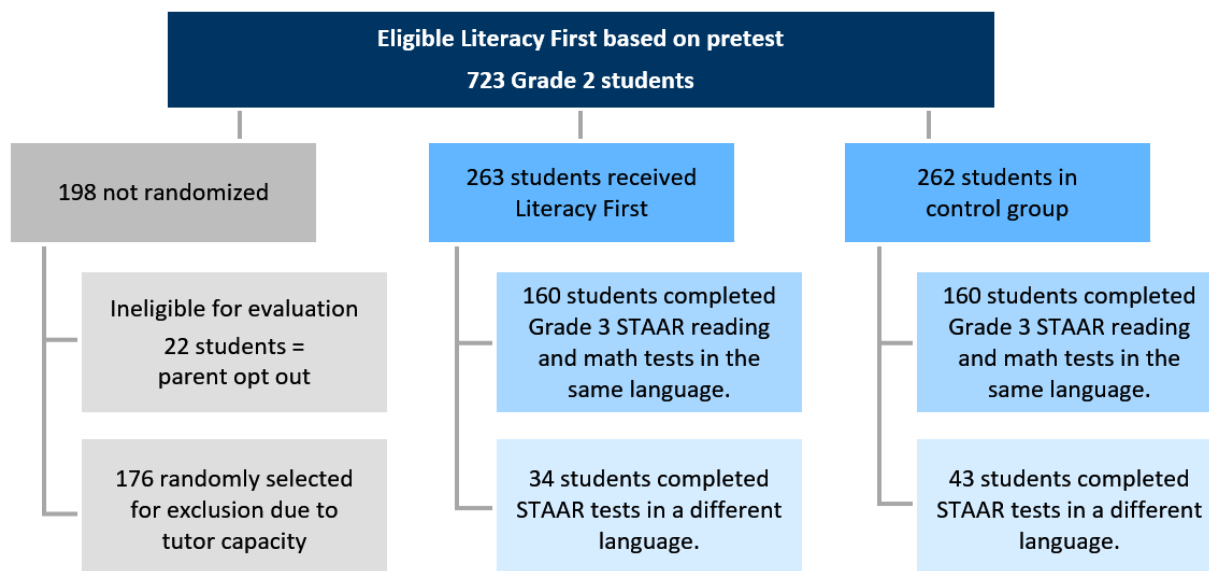 Eligible Literacy First based on pretest
723 Grade 2 students
198 not randomized
263 students received
Literacy First
262 students in
control group
Ineligible for evaluation
22 students =
parent opt out
160 students completed
Grade 3 STAAR reading
and math tests in the
same language.
160 students completed
Grade 3 STAAR reading
and math tests in the
same language.
176 randomly selected
for exclusion due to
tutor capacity
34 students completed
STAAR tests in a different
language.
43 students completed
STAAR tests in a different
language.